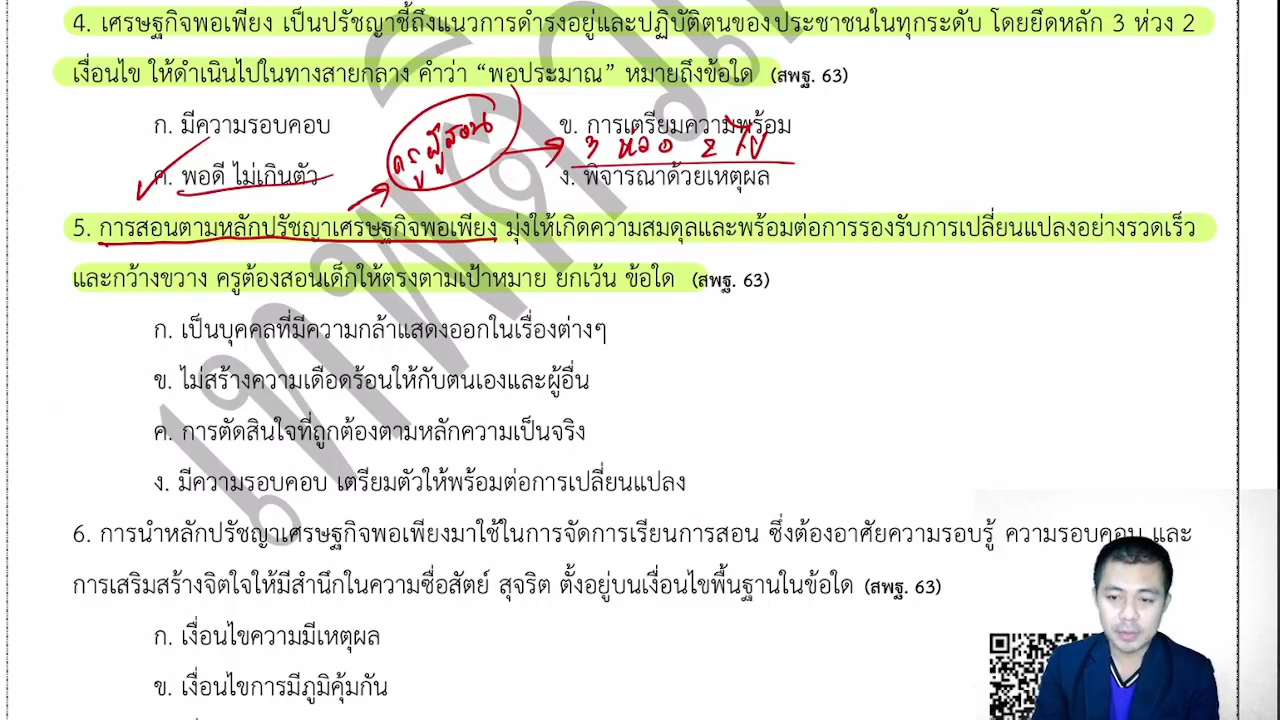 4. เศรษฐกิจพอเพียง เป็นปรัชญาชี้ถึงแนวการดำรงอยู่และปฏิบัติตนของประชาชนในทุกระดับ โดยยึดหลัก 3 ห่วง 2
เงื่อนไข ให้ดำเนินไปในทางสายกลาง คำว่า “พอประมาณ” หมายถึงข้อใด (สพฐ. 63)
ก. มีความรอบคอบ
ข. การเตรียมความพร้อม
ครูผู้สอน
3 ห่วง 2
ค. พอดี ไม่เกินตัว
ง. พิจารณาด้วยเหตุผล
5. การสอนตามหลักปรัชญาเศรษฐกิจพอเพียง มุ่งให้เกิดความสมดุลและพร้อมต่อการรองรับการเปลี่ยนแปลงอย่างรวดเร็ว
และกว้างขวาง ครูต้องสอนเด็กให้ตรงตามเป้าหมาย ยกเว้น ข้อใด (สพฐ. 63)
ก. เป็นบุคคลที่มีความกล้าแสดงออกในเรื่องต่างๆ
ข. ไม่สร้างความเดือดร้อนให้กับตนเองและผู้อื่น
ค. การตัดสินใจที่ถูกต้องตามหลักความเป็นจริง
ง. มีความรอบคอบ เตรียมตัวให้พร้อมต่อการเปลี่ยนแปลง
6. การนำหลักปรัชญาเศรษฐกิจพอเพียงมาใช้ในการจัดการเรียนการสอน ซึ่งต้องอาศัยความรอบรู้ ความรอบคอบ และ
การเสริมสร้างจิตใจให้มีสำนึกในความซื่อสัตย์ สุจริต ตั้งอยู่บนเงื่อนไขพื้นฐานในข้อใด (สพฐ. 63)
ก. เงื่อนไขความมีเหตุผล
ข. เงื่อนไขการมีภูมิคุ้มกัน